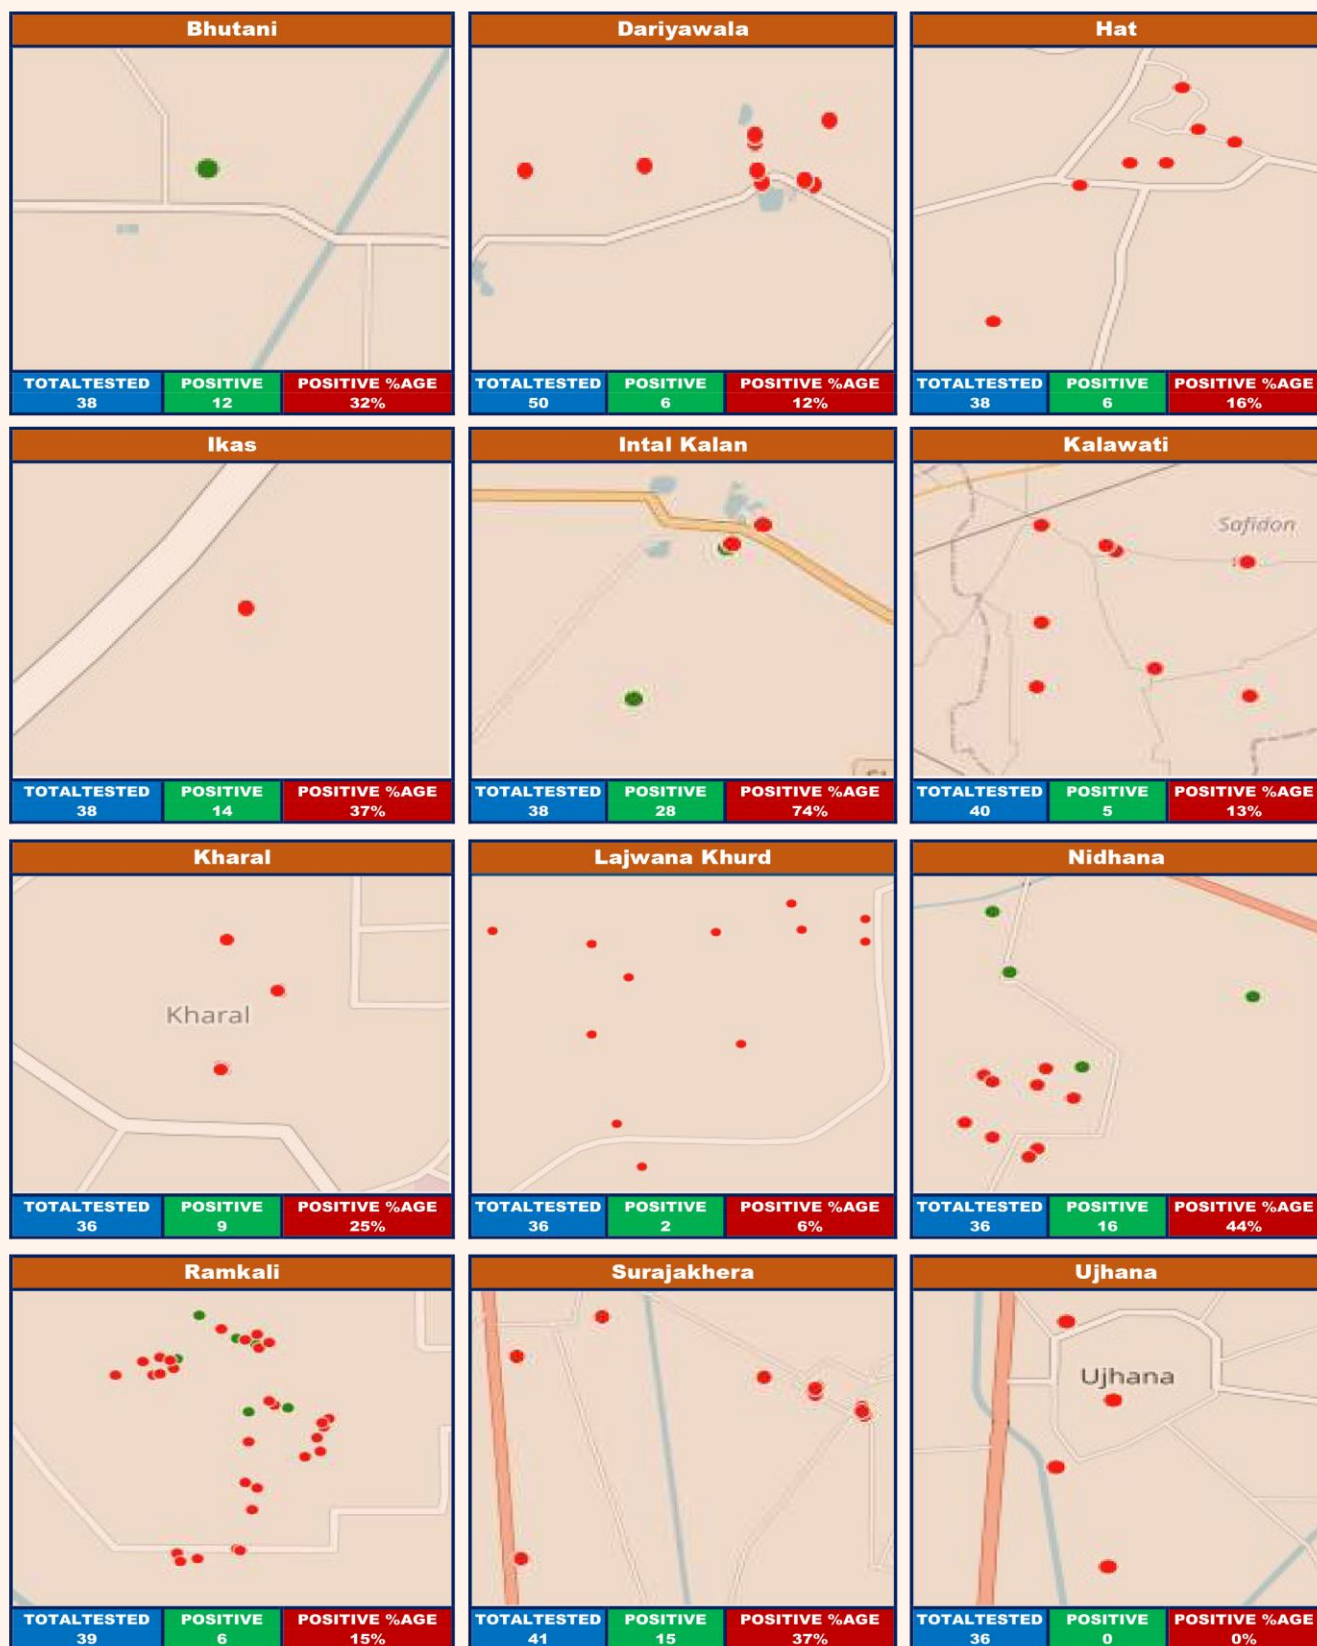 Bhutani
Dariyawala
Hat
TOTALTESTED POSITIVE POSITIVE %AGE
38 12 32%
TOTALTESTED POSITIVE POSITIVE %AGE
50 6 12%
TOTALTESTED POSITIVE POSITIVE %AGE
38 6 16%
Ikas
Intal Kalan
Kalawati
Safidon
TOTALTESTED POSITIVE POSITIVE %AGE
38 14 37%
TOTALTESTED POSITIVE POSITIVE %AGE
38 28 74%
TOTALTESTED POSITIVE POSITIVE %AGE
40 5 13%
Kharal
Lajwana Khurd
Nidhana
Kharal
TOTALTESTED POSITIVE POSITIVE %AGE
36 9 25%
TOTALTESTED POSITIVE POSITIVE %AGE
36 2 6%
TOTALTESTED POSITIVE POSITIVE %AGE
36 16 44%
Ramkali
Surajakhera
Ujhana
Ujhana
TOTALTESTED POSITIVE POSITIVE %AGE
39 6 15%
TOTALTESTED POSITIVE POSITIVE %AGE
41 15 37%
TOTALTESTED POSITIVE POSITIVE %AGE
36 0 0%